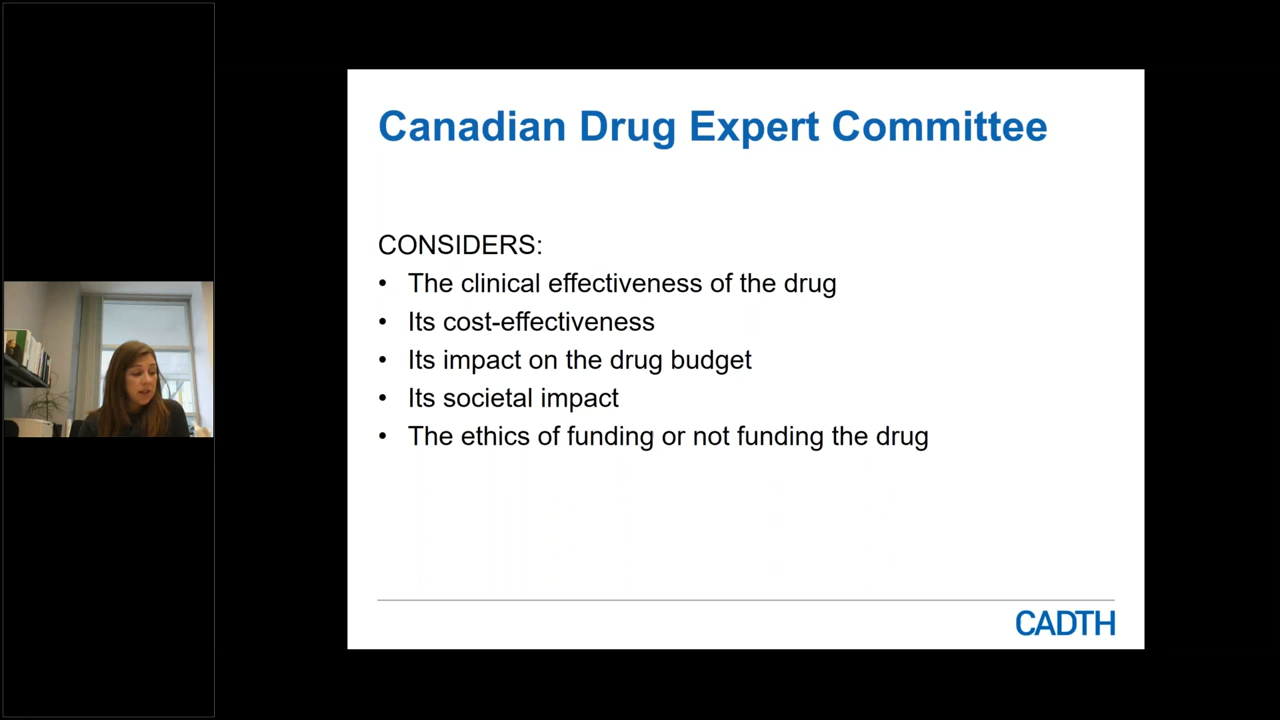 Canadian Drug Expert Committee
CONSIDERS:
• The clinical effectiveness of the drug
• Its cost-effectiveness
• Its impact on the drug budget
• Its societal impact
• The ethics of funding or not funding the drug
CADTH